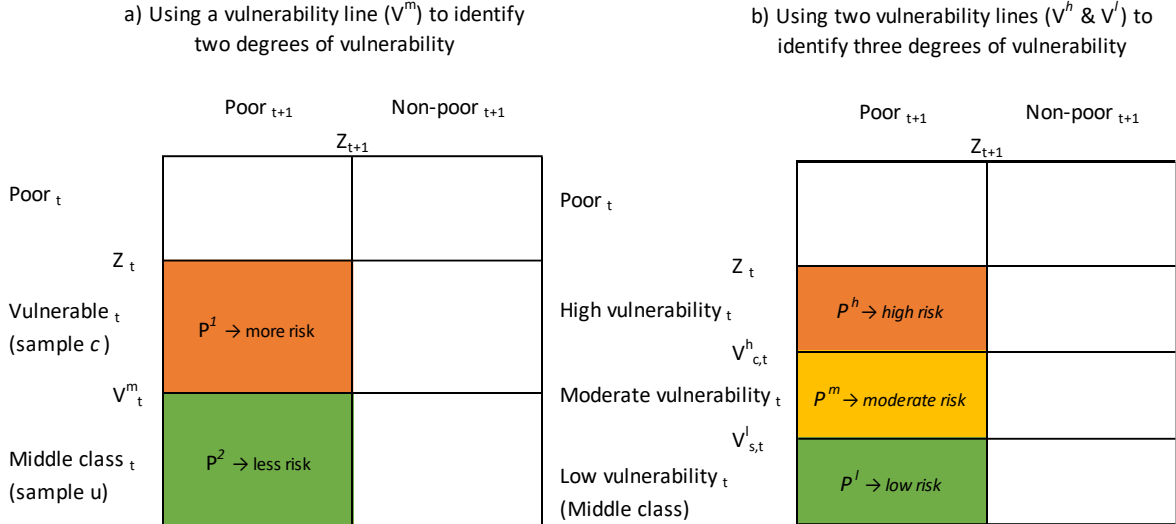 a) Using a vulnerability line (V^m) to identify
two degrees of vulnerability
Poor t+1 Non-poor t+1
Z t+1
Poor t
Z t
Vulnerable t
(sample c)
P^1 → more risk
V^m t
Middle class t
(sample u)
P^2 → less risk
b) Using two vulnerability lines (V^h & V^l) to
identify three degrees of vulnerability
Poor t+1 Non-poor t+1
Z t+1
Poor t
Z t
High vulnerability t
P^h → high risk
V^h c,t
Moderate vulnerability t
P^m → moderate risk
V^l s,t
Low vulnerability t
(Middle class)
P^l → low risk